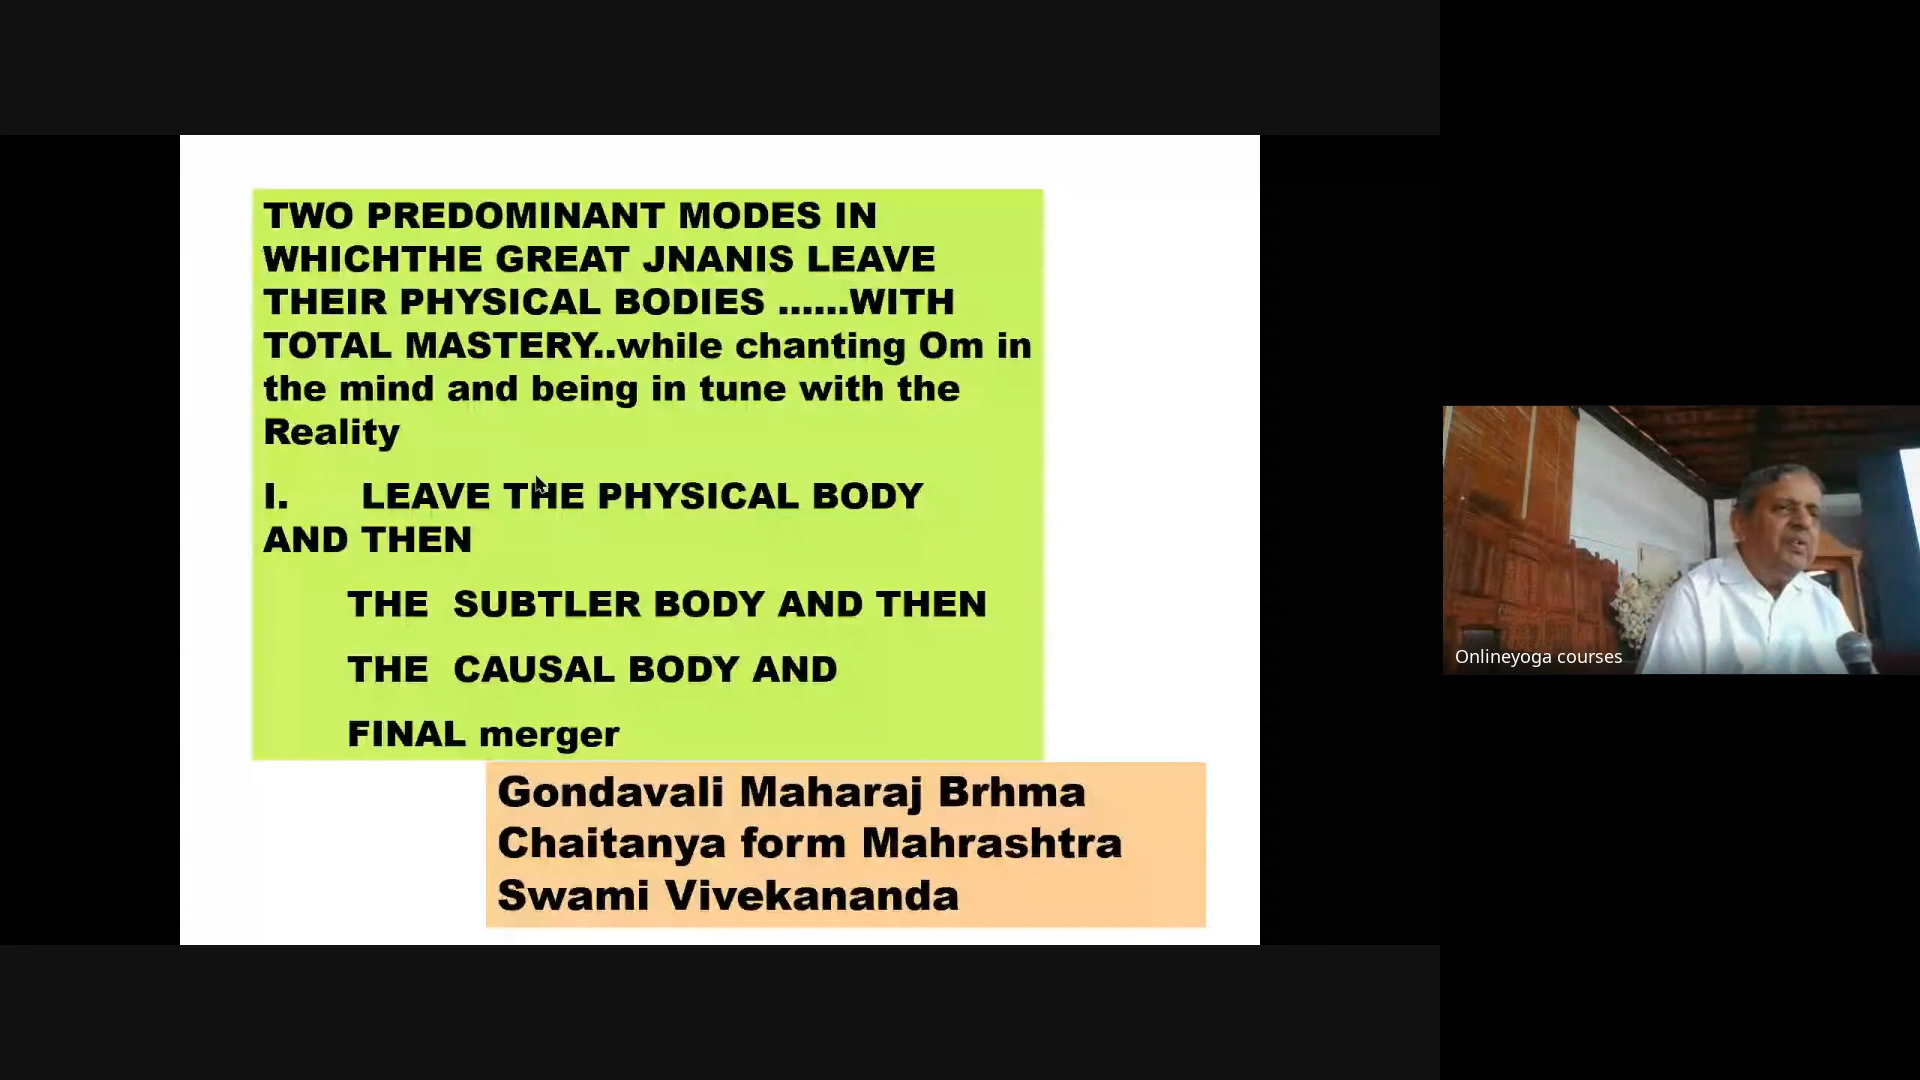 TWO PREDOMINANT MODES IN
WHICHTHE GREAT JNANIS LEAVE
THEIR PHYSICAL BODIES ......WITH
TOTAL MASTERY..while chanting Om in
the mind and being in tune with the
Reality
I. LEAVE THE PHYSICAL BODY
AND THEN
THE SUBTLER BODY AND THEN
THE CAUSAL BODY AND
FINAL merger
Gondavali Maharaj Brhma
Chaitanya form Mahrashtra
Swami Vivekananda
Onlineyoga courses